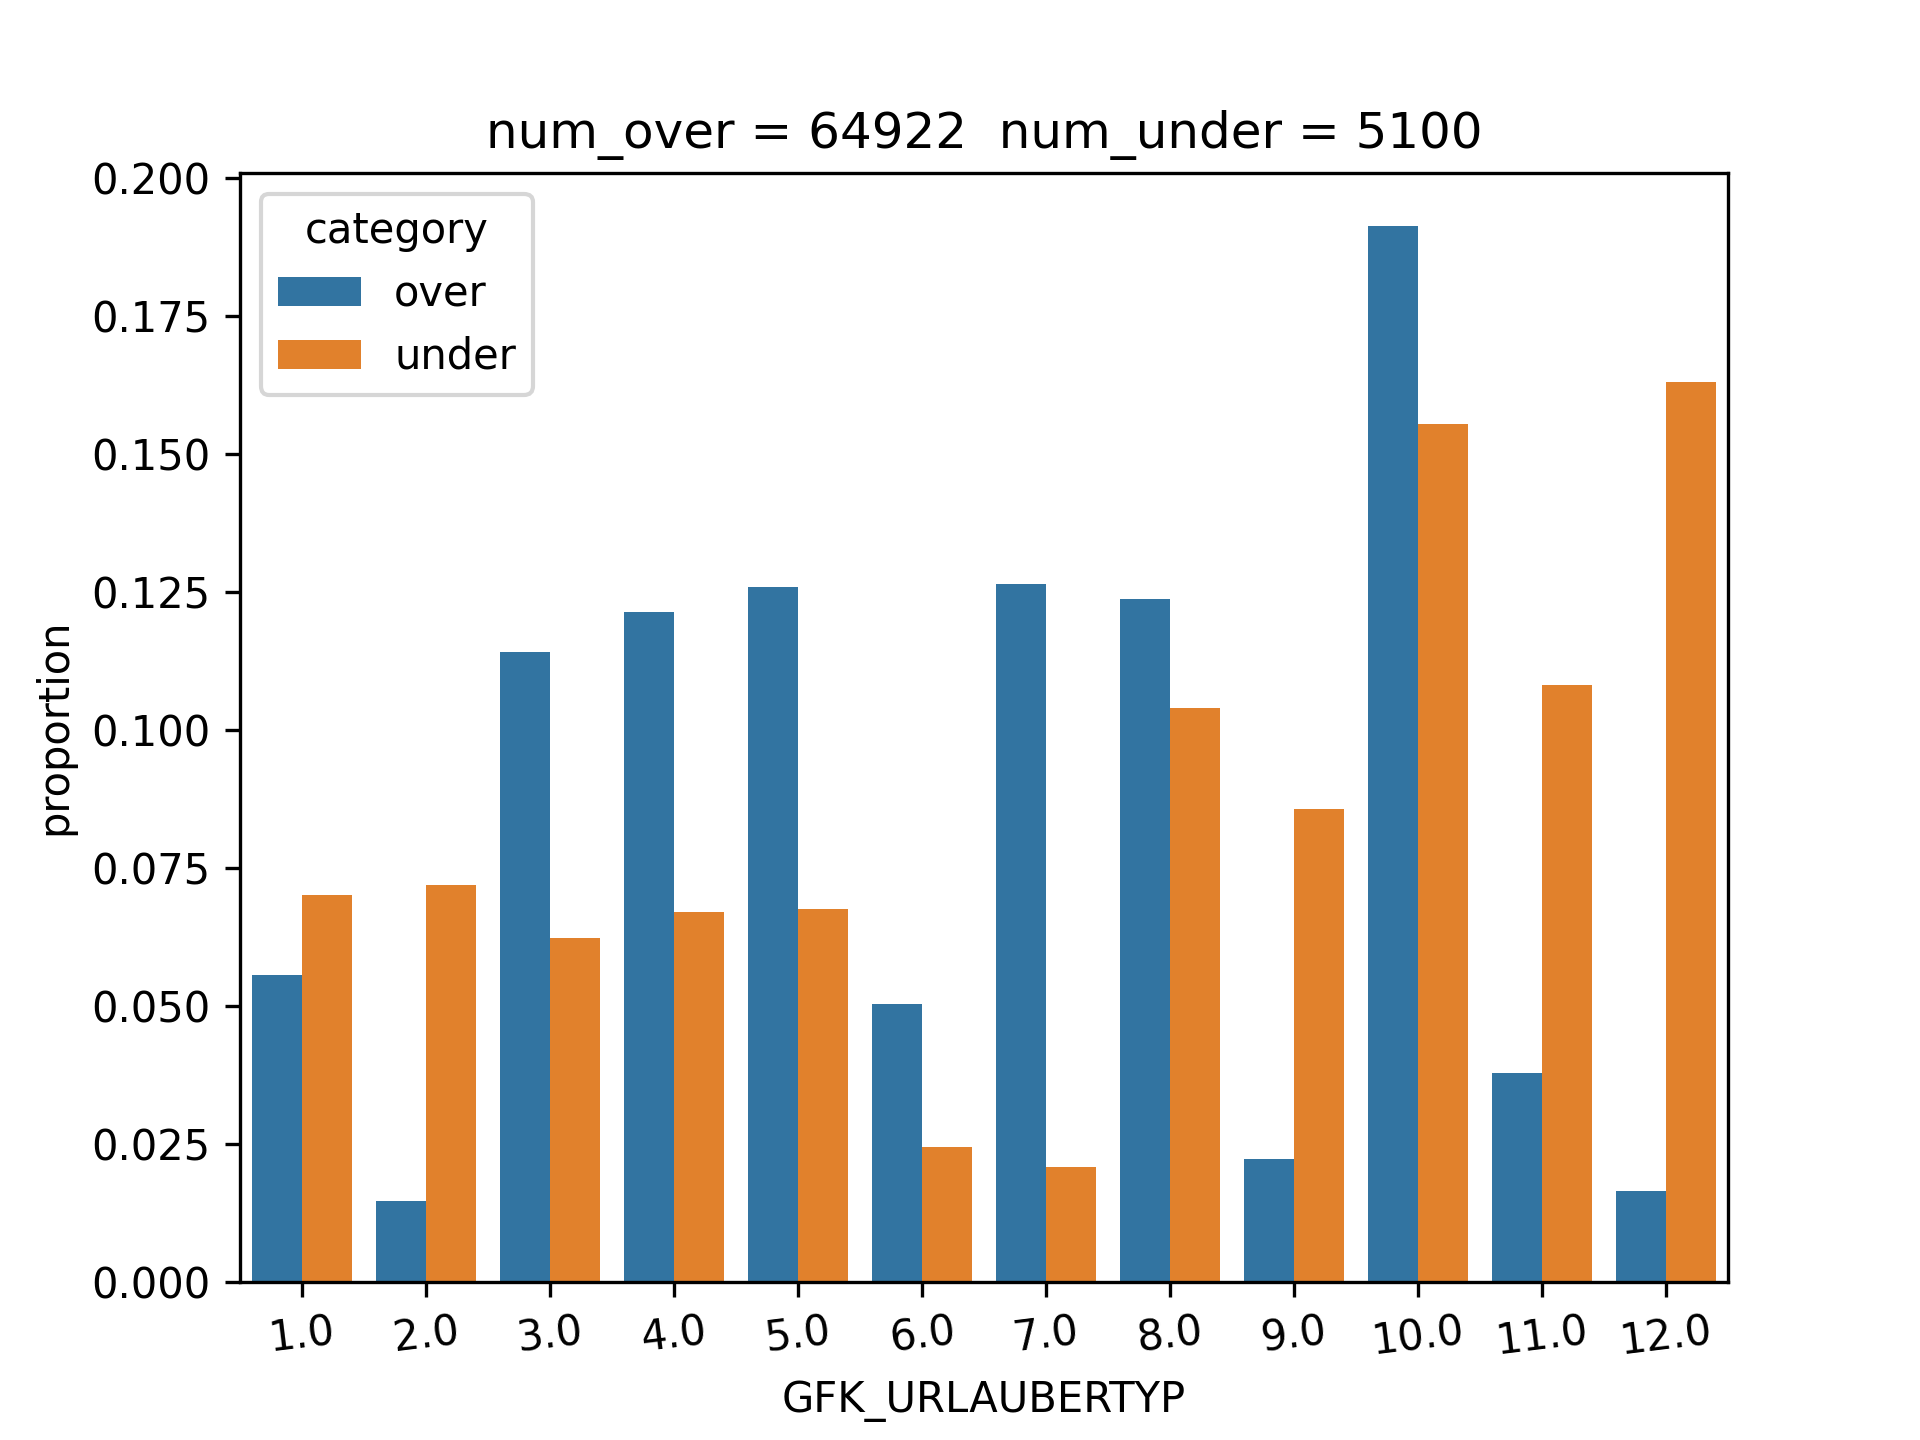 num_over = 64922  num_under = 5100
category
over
under
0.200
0.175
0.150
0.125
0.100
0.075
0.050
0.025
0.000
proportion
1.0 2.0 3.0 4.0 5.0 6.0 7.0 8.0 9.0 10.0 11.0 12.0
GFK_URLAUBERTYP